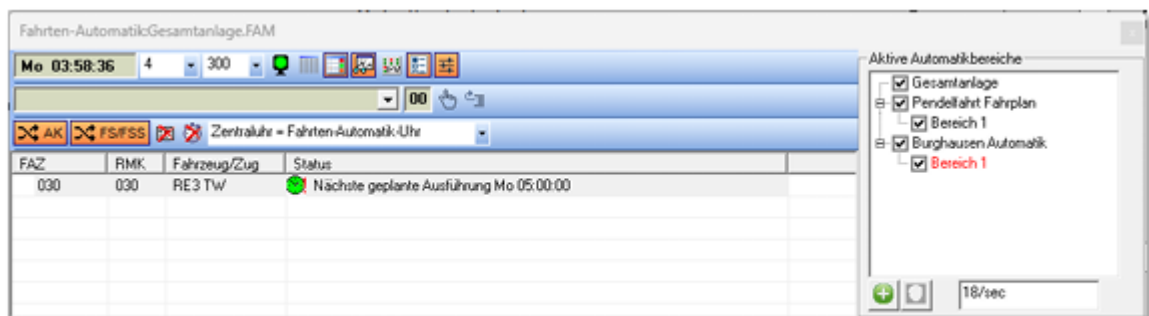 Fahrten-Automatik:Gesamtanlage.FAM
Mo 03:58:36 4 300
00
AK FS/FSS Zentraluhr = Fahrten-Automatik-Uhr
FAZ RMK Fahrzeug/Zug Status
030 030 RE3 TW Nächste geplante Ausführung Mo 05:00:00
Aktive Automatikbereiche
Gesamtanlage
Pendelfahrt Fahrplan
Bereich 1
Burghausen Automatik
Bereich 1
18/sec